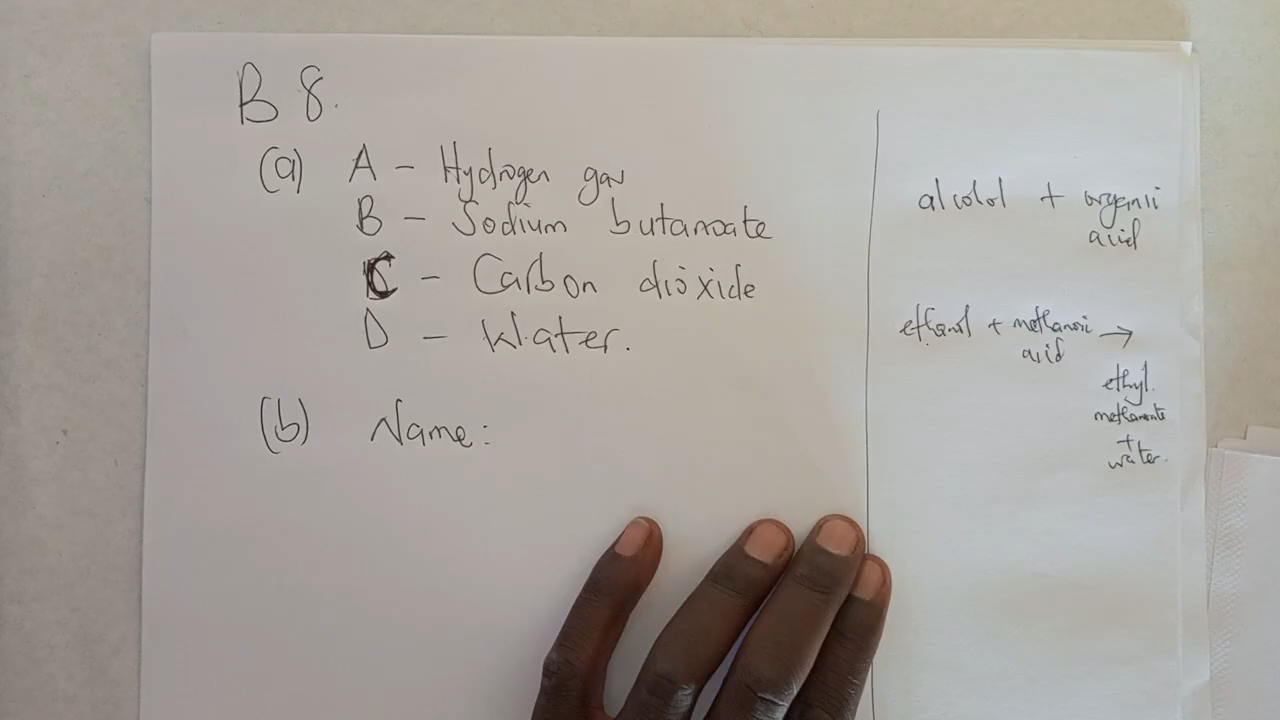 B 8.
(a) A - Hydrogen gas
B - Sodium butanoate
C - Carbon dioxide
D - Water.
(b) Name:
alcohol + organic
acid
ethanol + methanoic →
acid
ethyl.
methanoate
+
water.